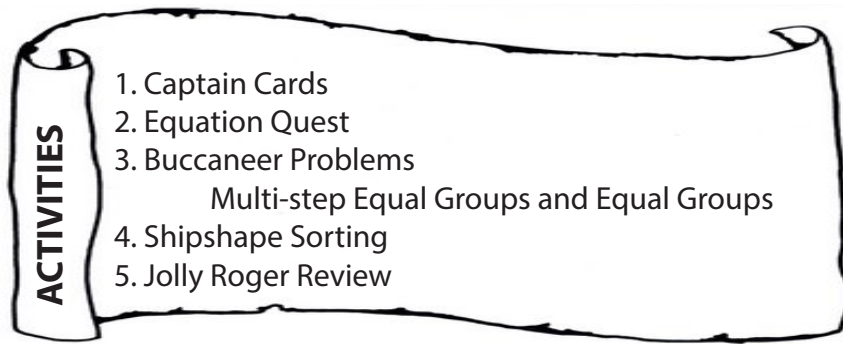 ACTIVITIES
1. Captain Cards
2. Equation Quest
3. Buccaneer Problems
Multi-step Equal Groups and Equal Groups
4. Shipshape Sorting
5. Jolly Roger Review